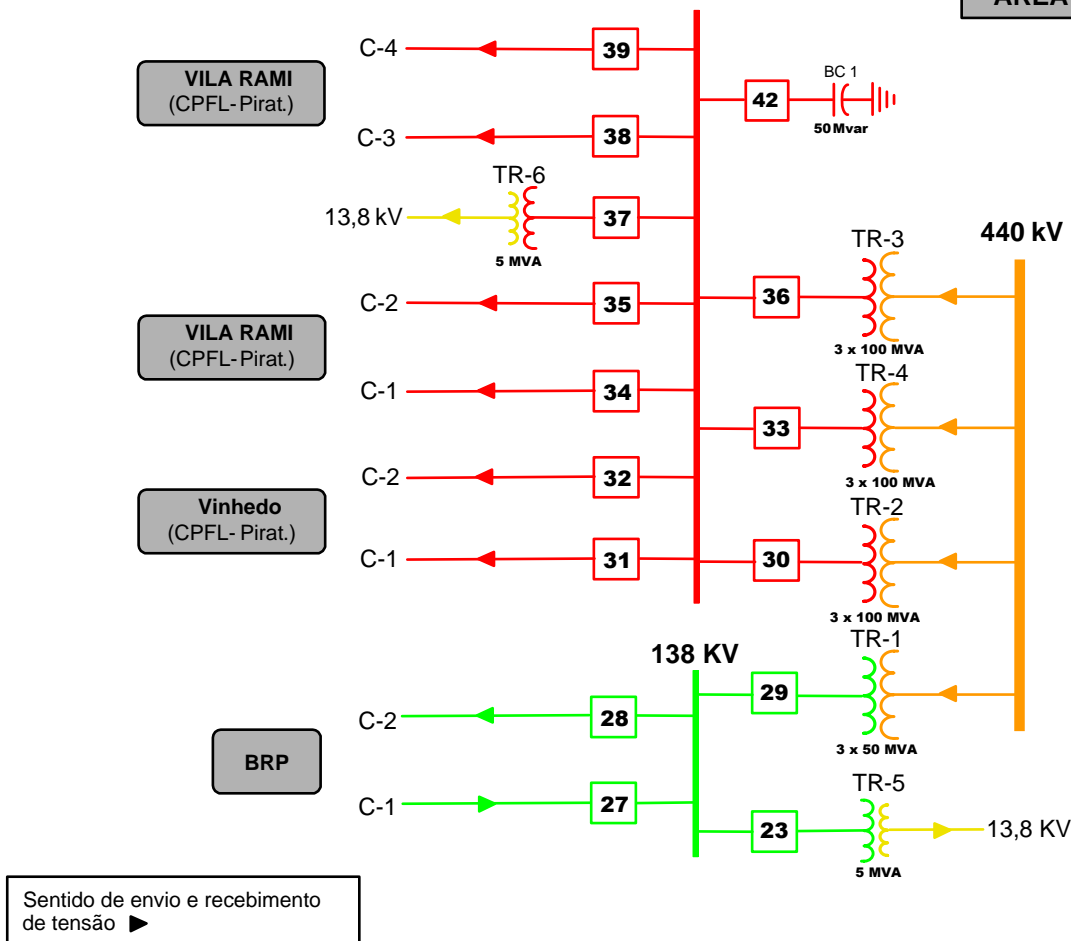 ÁREA
C-4
39
VILA RAMI
(CPFL-Pirat.)
BC 1
42
50 Mvar
C-3
38
TR-6
13,8 kV
37
5 MVA
TR-3
440 kV
C-2
35
36
VILA RAMI
(CPFL-Pirat.)
3 x 100 MVA
TR-4
C-1
34
33
C-2
32
3 x 100 MVA
Vinhedo
(CPFL- Pirat.)
TR-2
C-1
31
30
3 x 100 MVA
TR-1
138 KV
29
C-2
28
BRP
3 x 50 MVA
TR-5
C-1
27
23
13,8 KV
5 MVA
Sentido de envio e recebimento
de tensão